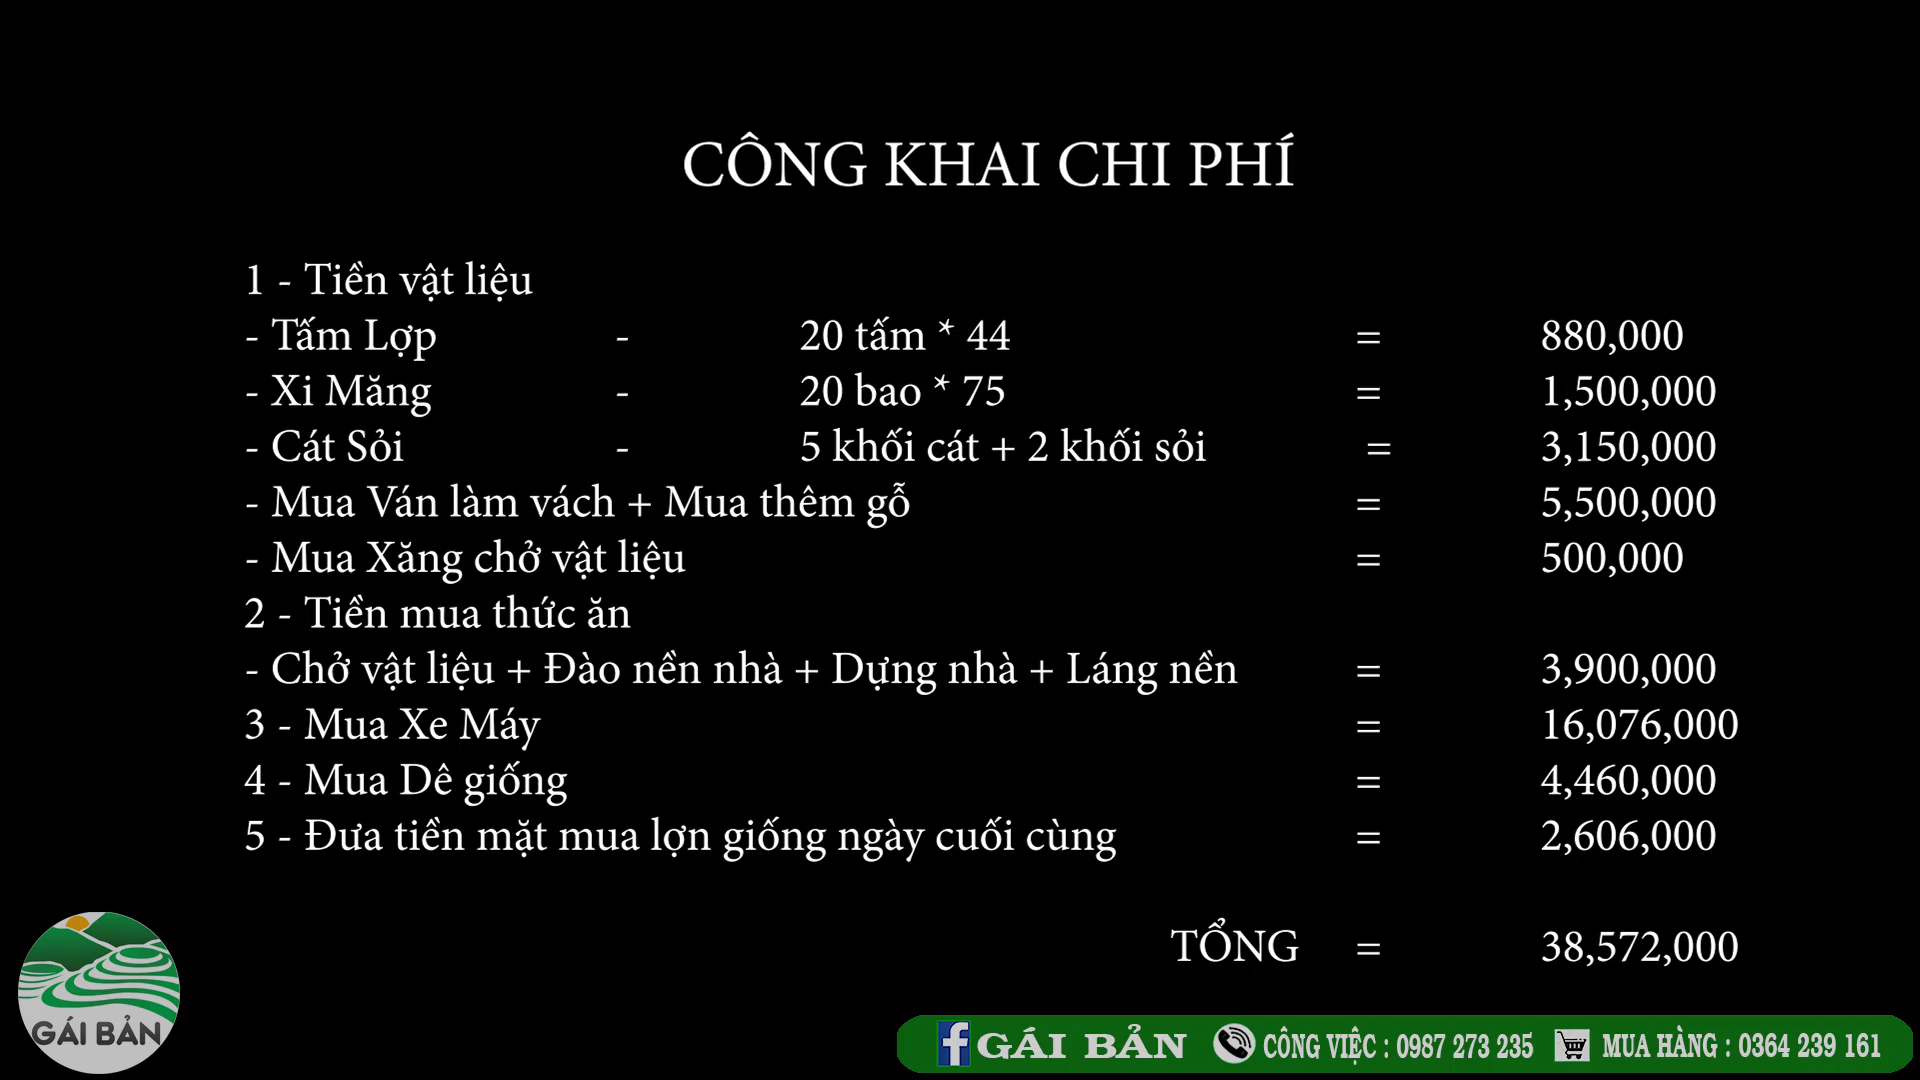 CÔNG KHAI CHI PHÍ
1 - Tiền vật liệu
- Tấm Lợp - 20 tấm * 44 = 880,000
- Xi Măng - 20 bao * 75 = 1,500,000
- Cát Sỏi - 5 khối cát + 2 khối sỏi = 3,150,000
- Mua Ván làm vách + Mua thêm gỗ = 5,500,000
- Mua Xăng chở vật liệu = 500,000
2 - Tiền mua thức ăn
- Chở vật liệu + Đào nền nhà + Dựng nhà + Láng nền = 3,900,000
3 - Mua Xe Máy = 16,076,000
4 - Mua Dê giống = 4,460,000
5 - Đưa tiền mặt mua lợn giống ngày cuối cùng = 2,606,000
TỔNG = 38,572,000
GÁI BẢN
f GÁI BẢN CÔNG VIỆC : 0987 273 235 MUA HÀNG : 0364 239 161